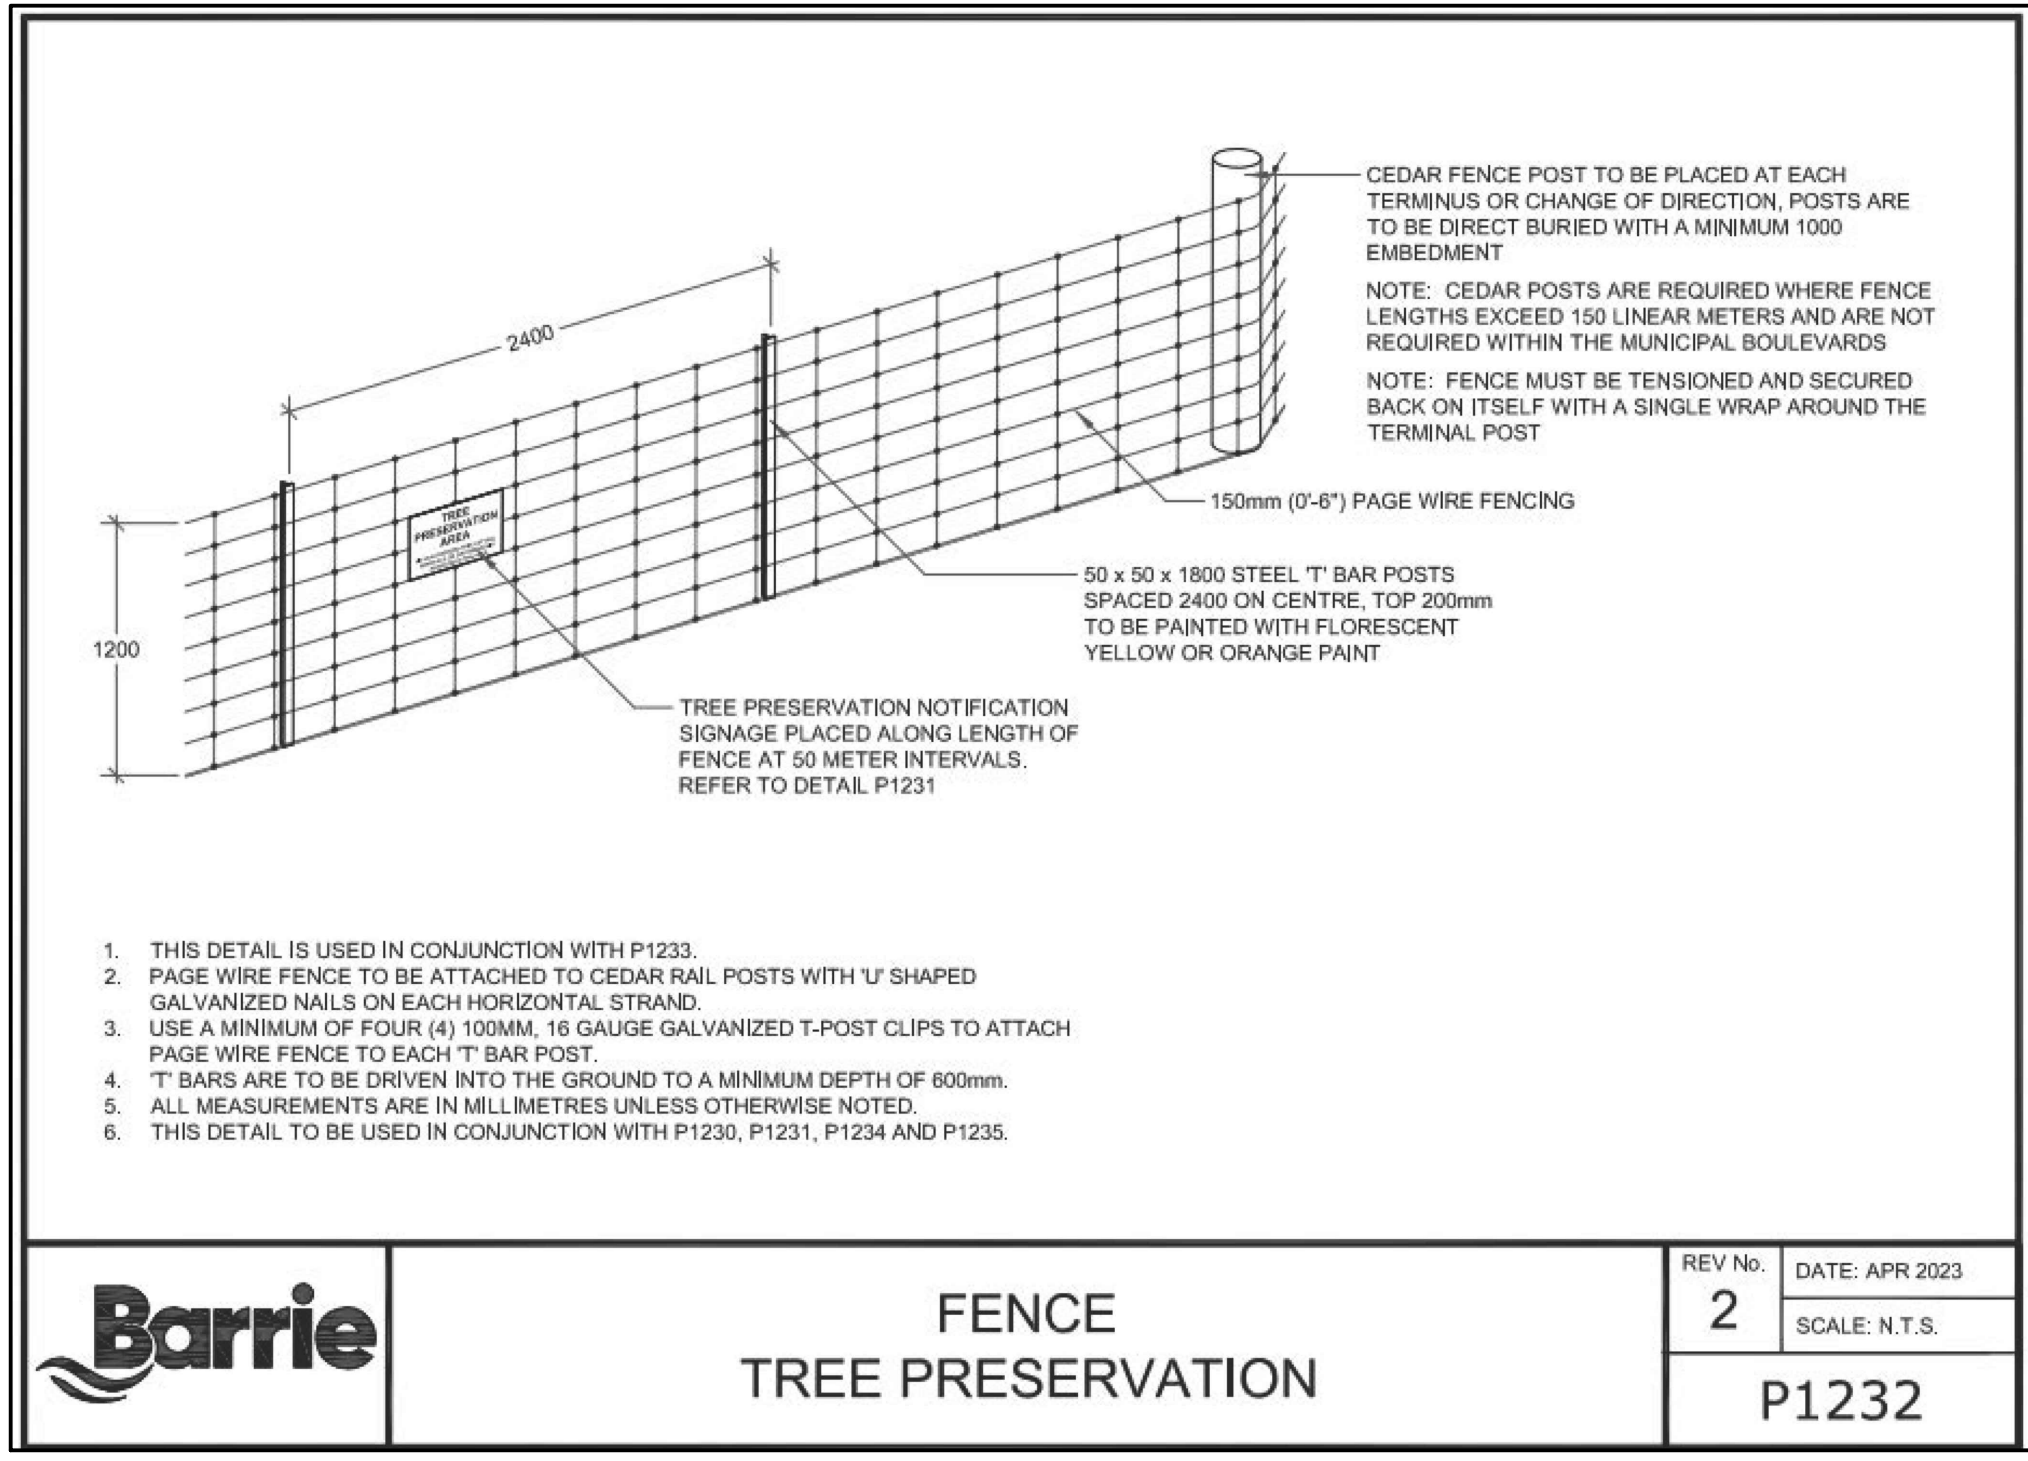 CEDAR FENCE POST TO BE PLACED AT EACH
TERMINUS OR CHANGE OF DIRECTION, POSTS ARE
TO BE DIRECT BURIED WITH A MINIMUM 1000
EMBEDMENT
NOTE: CEDAR POSTS ARE REQUIRED WHERE FENCE
LENGTHS EXCEED 150 LINEAR METERS AND ARE NOT
REQUIRED WITHIN THE MUNICIPAL BOULEVARDS
NOTE: FENCE MUST BE TENSIONED AND SECURED
BACK ON ITSELF WITH A SINGLE WRAP AROUND THE
TERMINAL POST
2400
150mm (0'-6") PAGE WIRE FENCING
TREE
PRESERVATION
AREA
50 x 50 x 1800 STEEL 'T' BAR POSTS
SPACED 2400 ON CENTRE, TOP 200mm
TO BE PAINTED WITH FLORESCENT
YELLOW OR ORANGE PAINT
1200
TREE PRESERVATION NOTIFICATION
SIGNAGE PLACED ALONG LENGTH OF
FENCE AT 50 METER INTERVALS.
REFER TO DETAIL P1231
1. THIS DETAIL IS USED IN CONJUNCTION WITH P1233.
2. PAGE WIRE FENCE TO BE ATTACHED TO CEDAR RAIL POSTS WITH 'U' SHAPED
GALVANIZED NAILS ON EACH HORIZONTAL STRAND.
3. USE A MINIMUM OF FOUR (4) 100MM, 16 GAUGE GALVANIZED T-POST CLIPS TO ATTACH
PAGE WIRE FENCE TO EACH 'T' BAR POST.
4. 'T' BARS ARE TO BE DRIVEN INTO THE GROUND TO A MINIMUM DEPTH OF 600mm.
5. ALL MEASUREMENTS ARE IN MILLIMETRES UNLESS OTHERWISE NOTED.
6. THIS DETAIL TO BE USED IN CONJUNCTION WITH P1230, P1231, P1234 AND P1235.
Barrie
FENCE
TREE PRESERVATION
REV No.
2
DATE: APR 2023
SCALE: N.T.S.
P1232